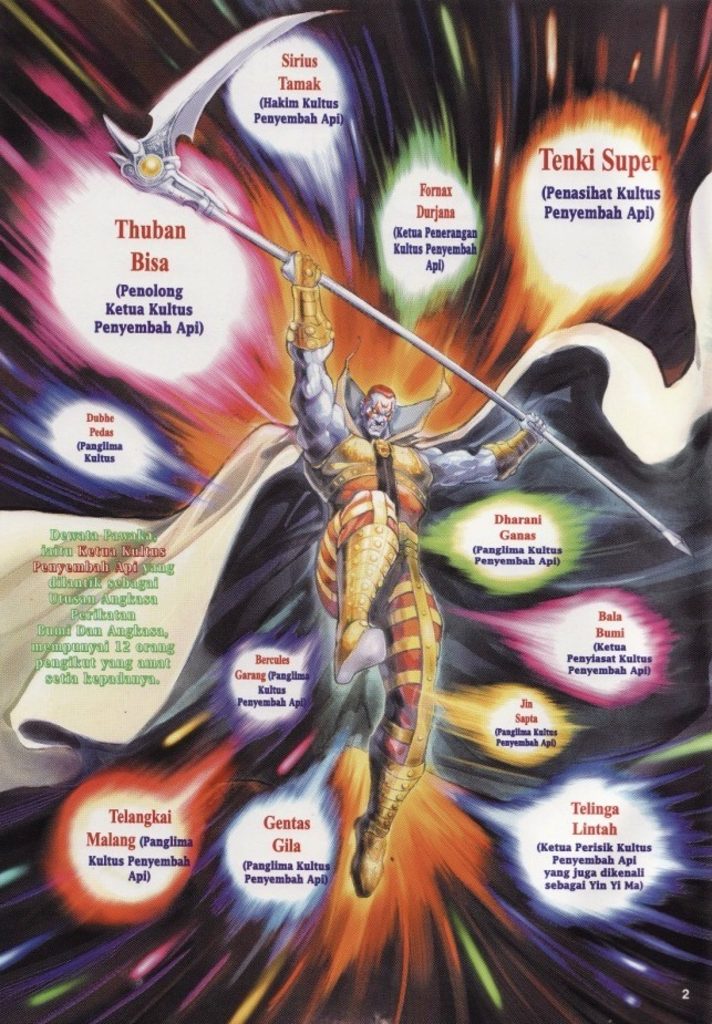 Sirius
Tamak
(Hakim Kultus
Penyembah Api)
Tenki Super
(Penasihat Kultus
Penyembah Api)
Fornax
Durjana
(Ketua Penerangan
Kultus Penyembah
Api)
Thuban
Bisa
(Penolong
Ketua Kultus
Penyembah Api)
Dubhe
Pedas
(Panglima
Kultus
Dewata Pawaka,
iaitu Ketua Kultus
Penyembah Api yang
dilantik sebagai
Utusan Angkasa
Perikatan
Bumi Dan Angkasa,
mempunyai 12 orang
pengikut yang amat
setia kepadanya.
Dharani
Ganas
(Panglima Kultus
Penyembah Api)
Bala
Bumi
(Ketua
Penyiasat Kultus
Penyembah Api)
Bercules
Garang (Panglima
Kultus
Penyembah Api)
Jin
Sapta
(Panglima Kultus
Penyembah Api)
Telangkai
Malang (Panglima
Kultus Penyembah
Api)
Gentas
Gila
(Panglima Kultus
Penyembah Api)
Telinga
Lintah
(Ketua Perisik Kultus
Penyembah Api
yang juga dikenali
sebagai Yin Yi Ma)
2